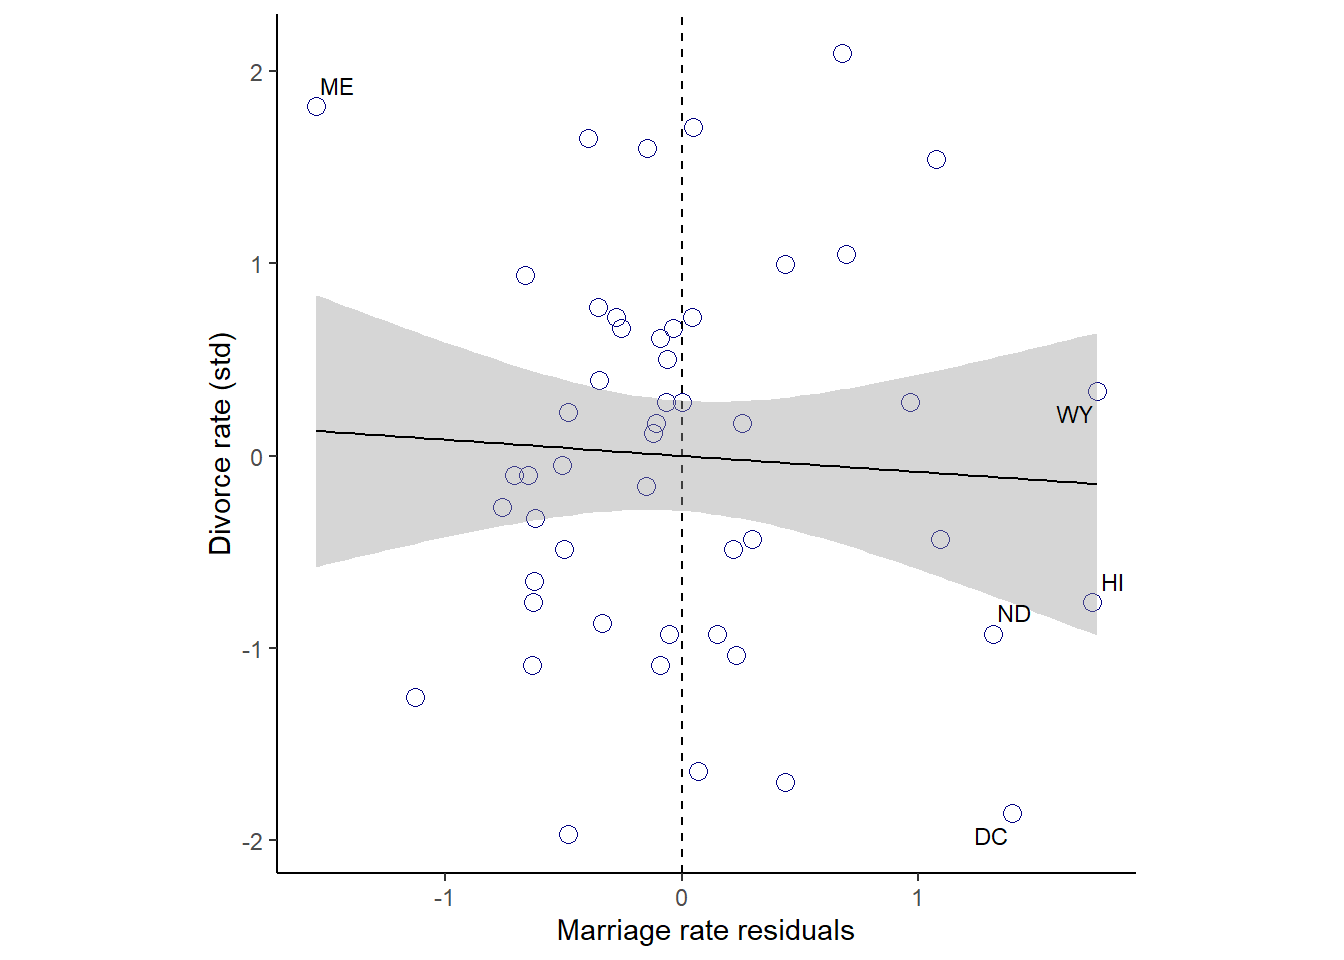 2
ME
1
Divorce rate (std)
0
WY
HI
ND
-1
DC
-2
-1
0
1
Marriage rate residuals